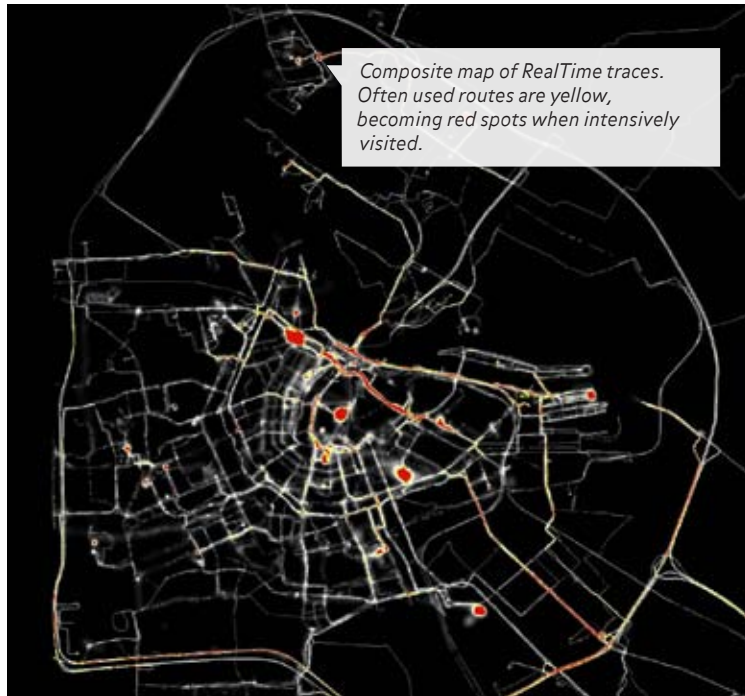 Composite map of RealTime traces.
Often used routes are yellow,
becoming red spots when intensively
visited.